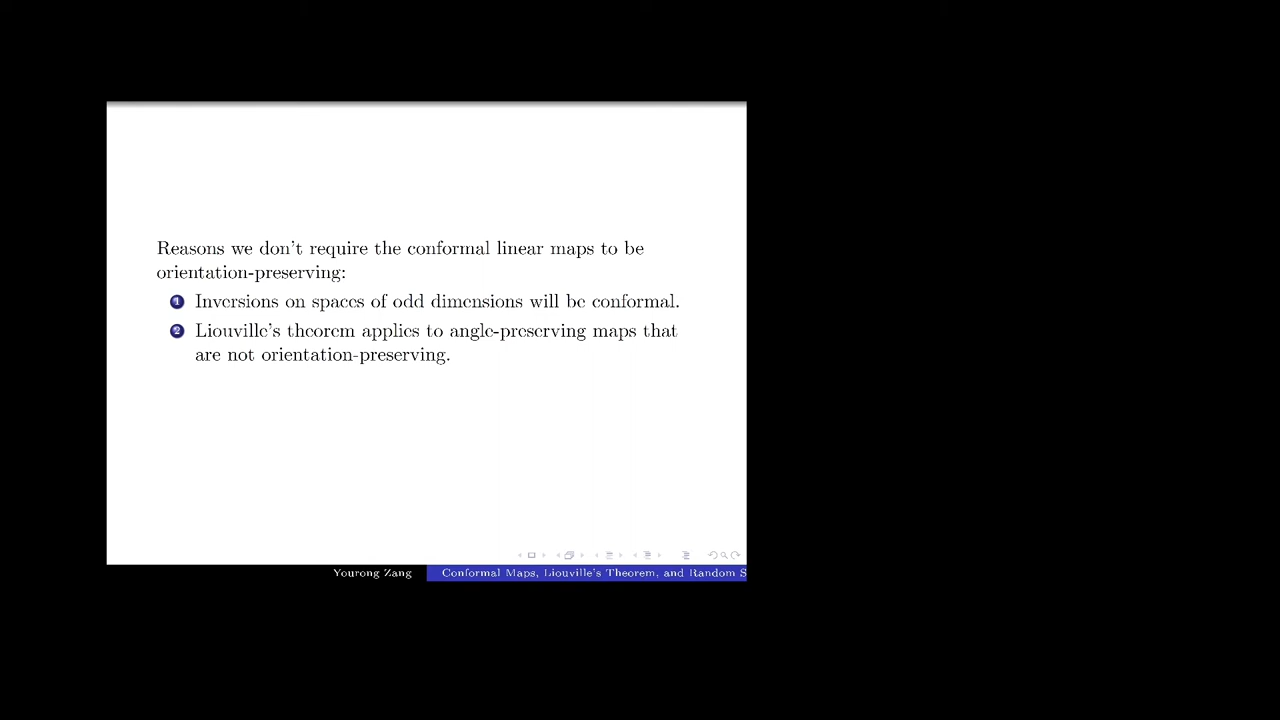 Reasons we don't require the conformal linear maps to be
orientation-preserving:
1 Inversions on spaces of odd dimensions will be conformal.
2 Liouville's theorem applies to angle-preserving maps that
are not orientation-preserving.
Yourong Zang Conformal Maps, Liouville's Theorem, and Random S